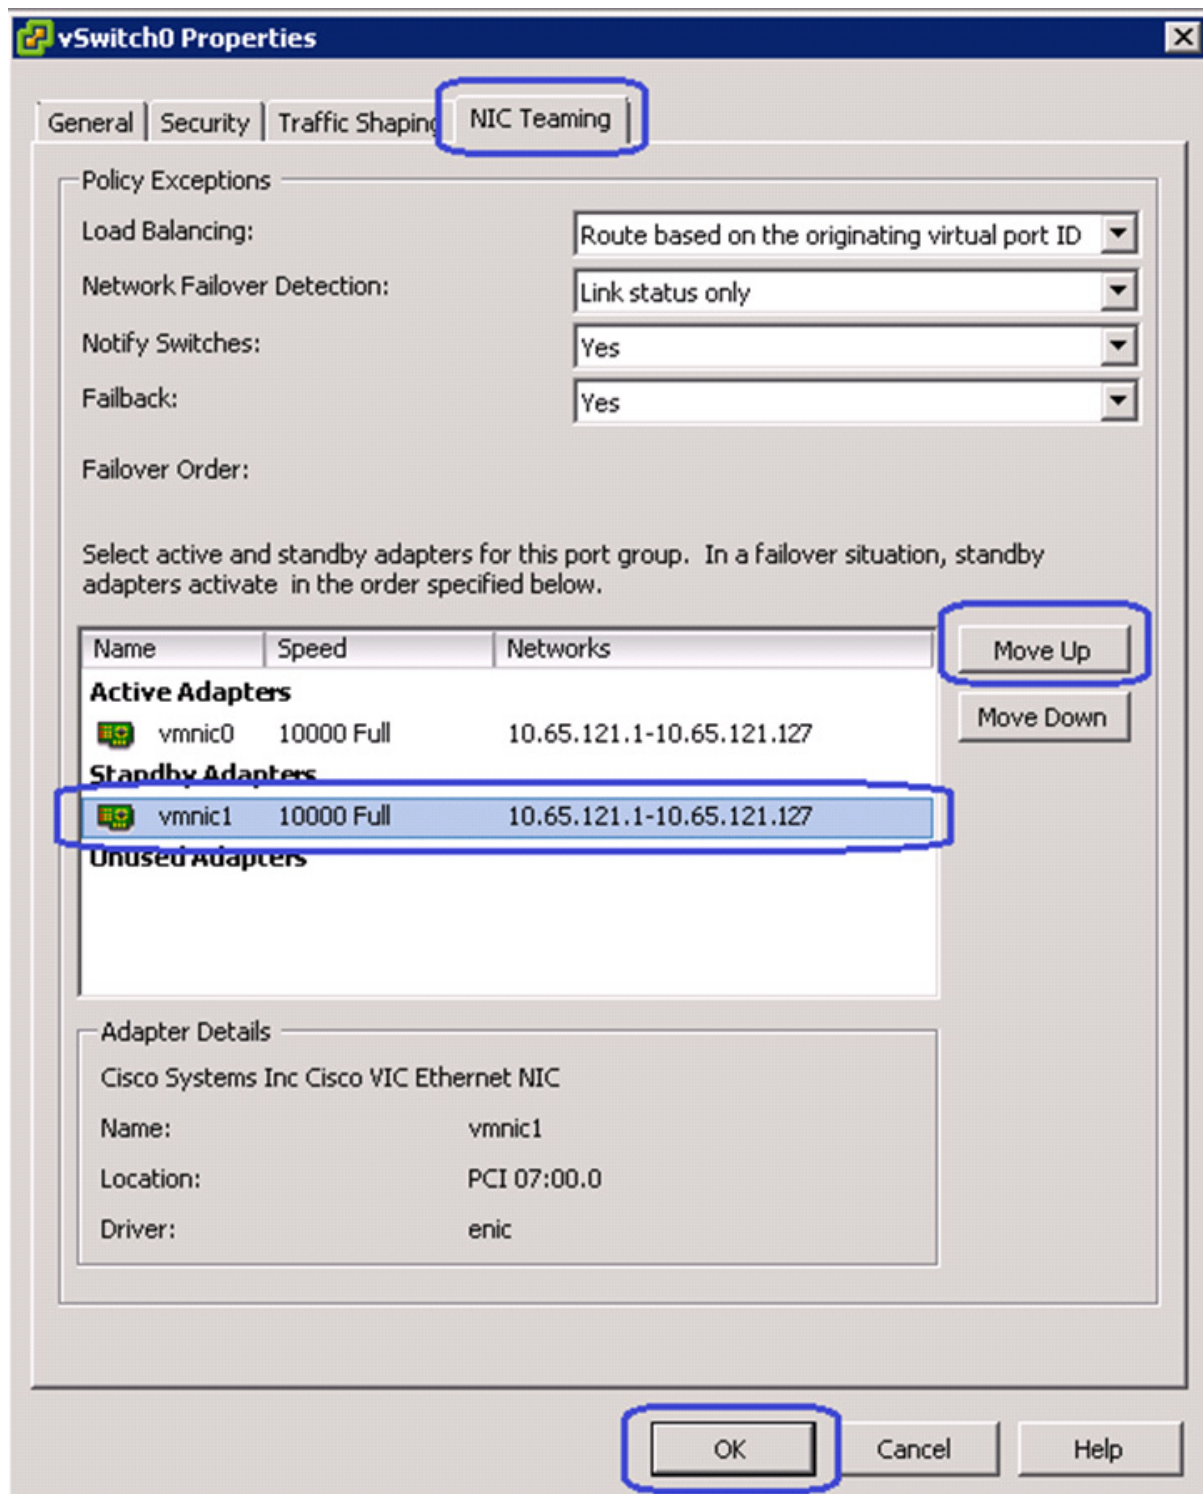 vSwitch0 Properties
General Security Traffic Shaping NIC Teaming
Policy Exceptions
Load Balancing: Route based on the originating virtual port ID
Network Failover Detection: Link status only
Notify Switches: Yes
Failback: Yes
Failover Order:
Select active and standby adapters for this port group. In a failover situation, standby
adapters activate in the order specified below.
Name Speed Networks
Move Up
Active Adapters
Move Down
vmnic0 10000 Full 10.65.121.1-10.65.121.127
Standby Adapters
vmnic1 10000 Full 10.65.121.1-10.65.121.127
Unused Adapters
Adapter Details
Cisco Systems Inc Cisco VIC Ethernet NIC
Name: vmnic1
Location: PCI 07:00.0
Driver: enic
OK Cancel Help